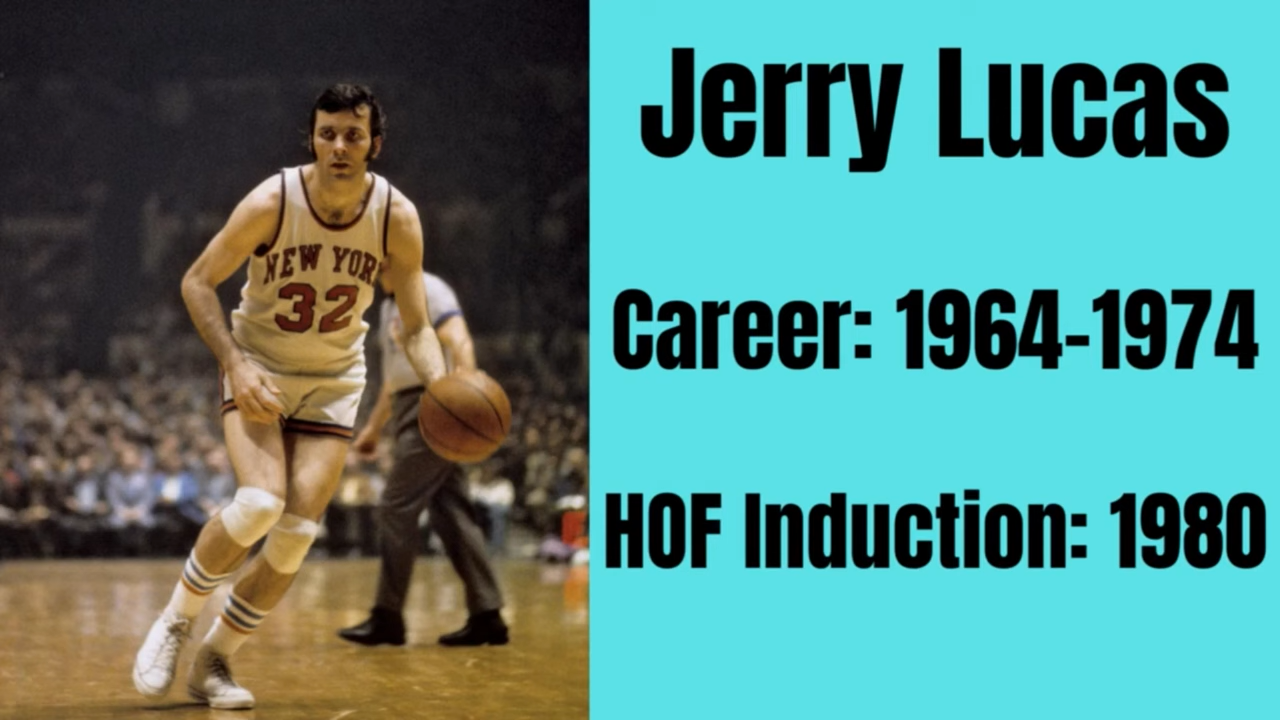 Jerry Lucas
NEW YORK
32
Career: 1964-1974
HOF Induction: 1980